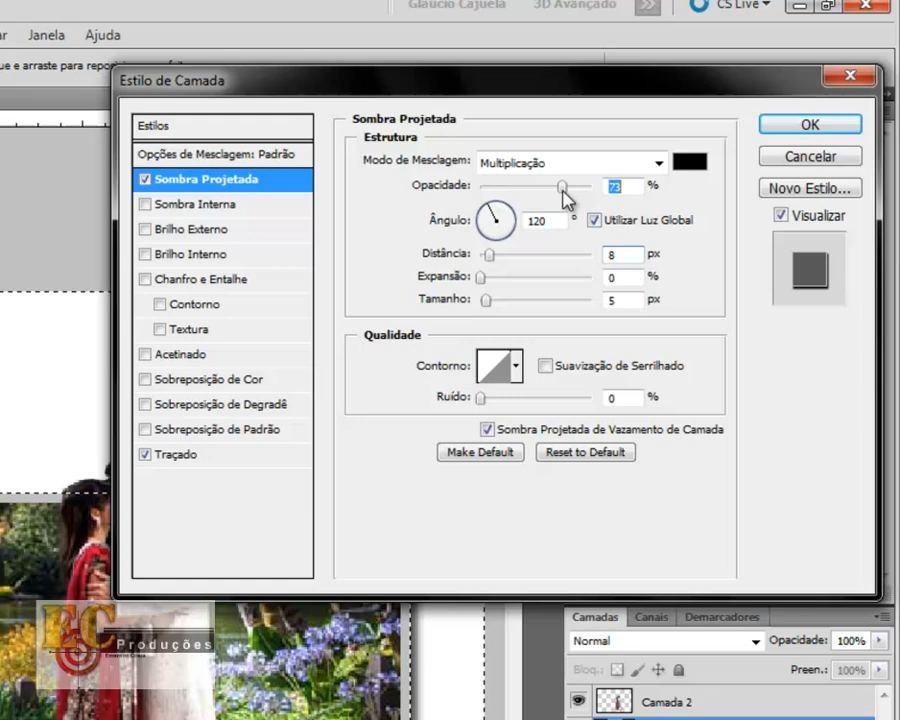 Glaucio Cajuela 3D Avançado >> CS Live
Janela Ajuda
que e arraste para repos
Estilo de Camada
Estilos
Opções de Mesclagem: Padrão
Sombra Projetada
Sombra Interna
Brilho Externo
Brilho Interno
Chanfro e Entalhe
Contorno
Textura
Acetinado
Sobreposição de Cor
Sobreposição de Degradê
Sobreposição de Padrão
Traçado
Sombra Projetada
Estrutura
Modo de Mesclagem: Multiplicação
Opacidade: 73 %
Ângulo: 120 ° Utilizar Luz Global
Distância: 8 px
Expansão: 0 %
Tamanho: 5 px
Qualidade
Contorno: Suavização de Serrilhado
Ruído: 0 %
Sombra Projetada de Vazamento de Camada
Make Default Reset to Default
OK
Cancelar
Novo Estilo...
Visualizar
EC
Produções
Camadas Canais Demarcadores
Normal Opacidade: 100%
Bloq.: Preen.: 100%
Camada 2